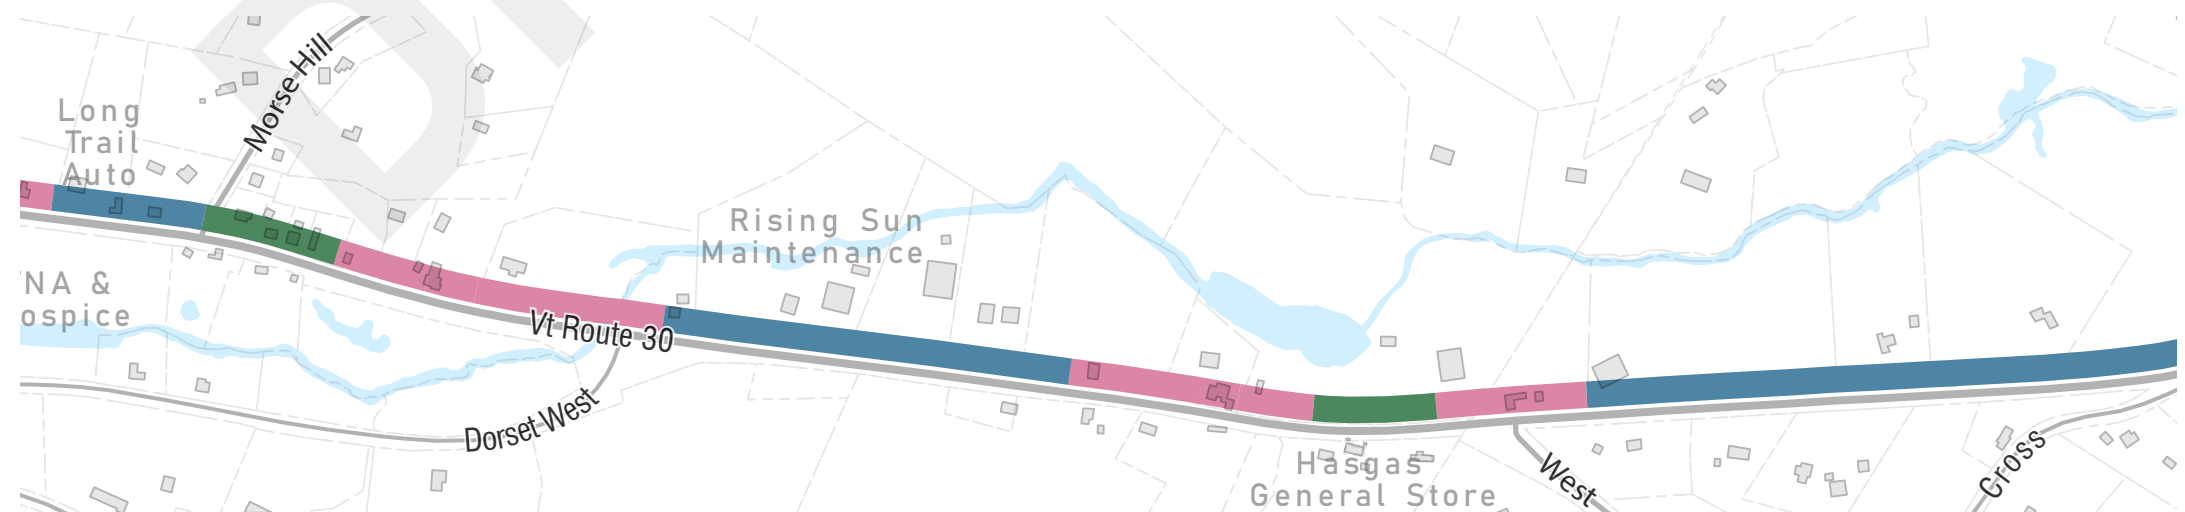 Morse Hill
Long
Trail
Auto
Rising Sun
Maintenance
NA &
ospice
Vt Route 30
Dorset West
Hasgas
General Store
West
Cross